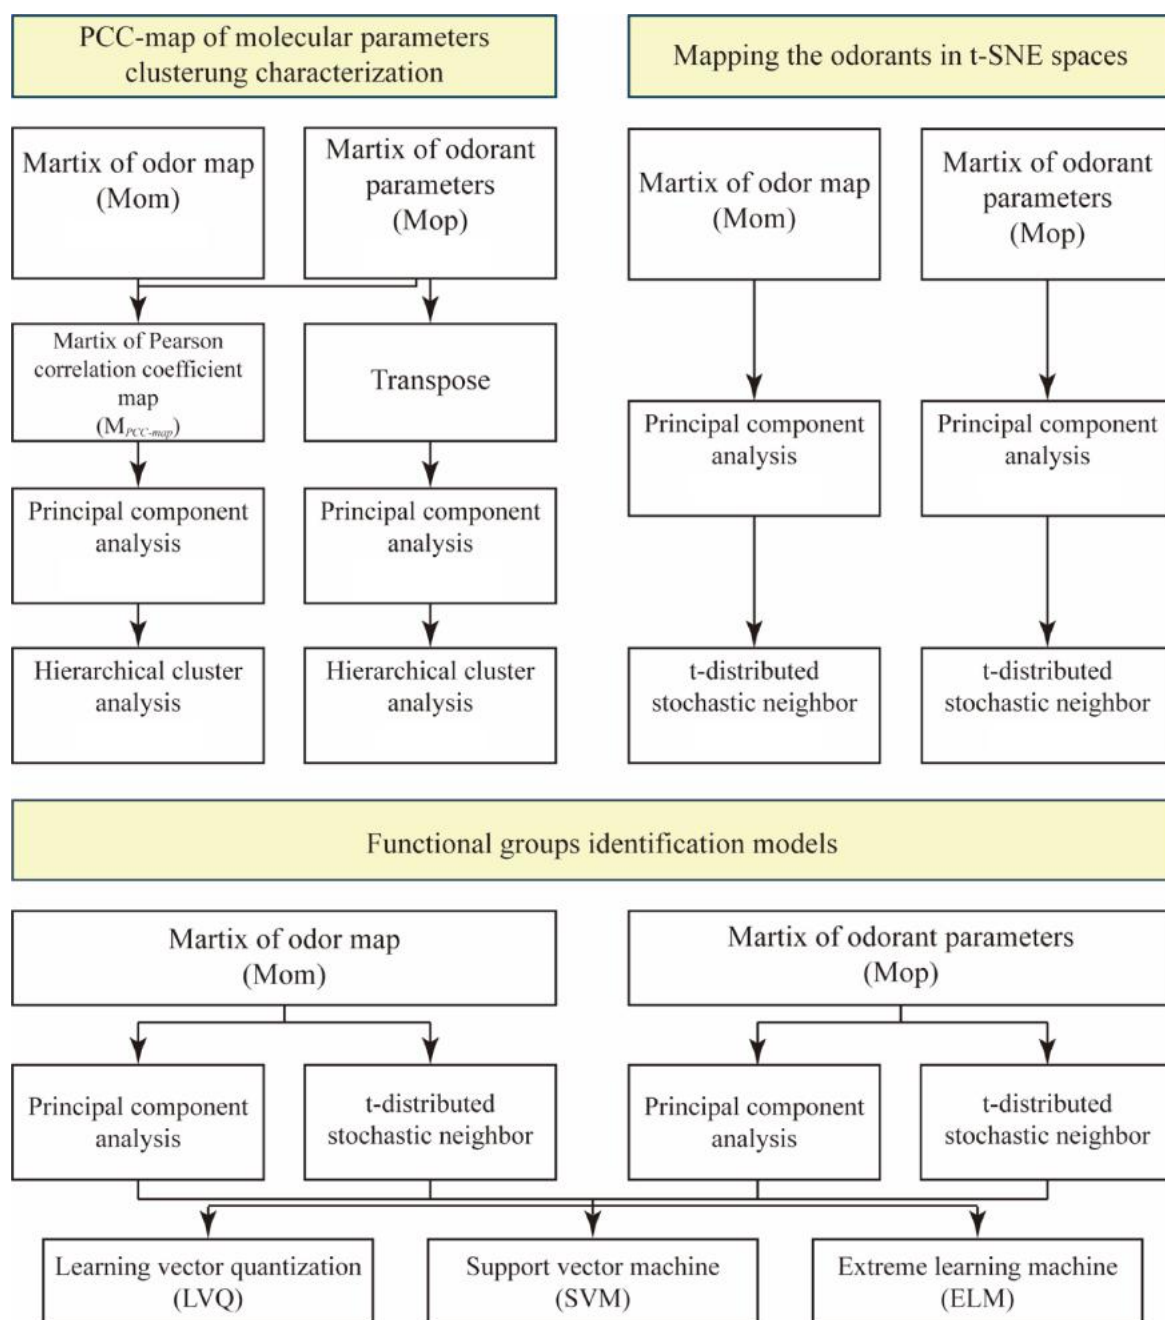 PCC-map of molecular parameters
clusterung characterization
Mapping the odorants in t-SNE spaces
Martix of odor map
(Mom)
Martix of odorant
parameters
(Mop)
Martix of odor map
(Mom)
Martix of odorant
parameters
(Mop)
Martix of Pearson
correlation coefficient
map
(MPCC-map)
Transpose
Principal component
analysis
Principal component
analysis
Principal component
analysis
Principal component
analysis
Hierarchical cluster
analysis
Hierarchical cluster
analysis
t-distributed
stochastic neighbor
t-distributed
stochastic neighbor
Functional groups identification models
Martix of odor map
(Mom)
Martix of odorant parameters
(Mop)
Principal component
analysis
t-distributed
stochastic neighbor
Principal component
analysis
t-distributed
stochastic neighbor
Learning vector quantization
(LVQ)
Support vector machine
(SVM)
Extreme learning machine
(ELM)